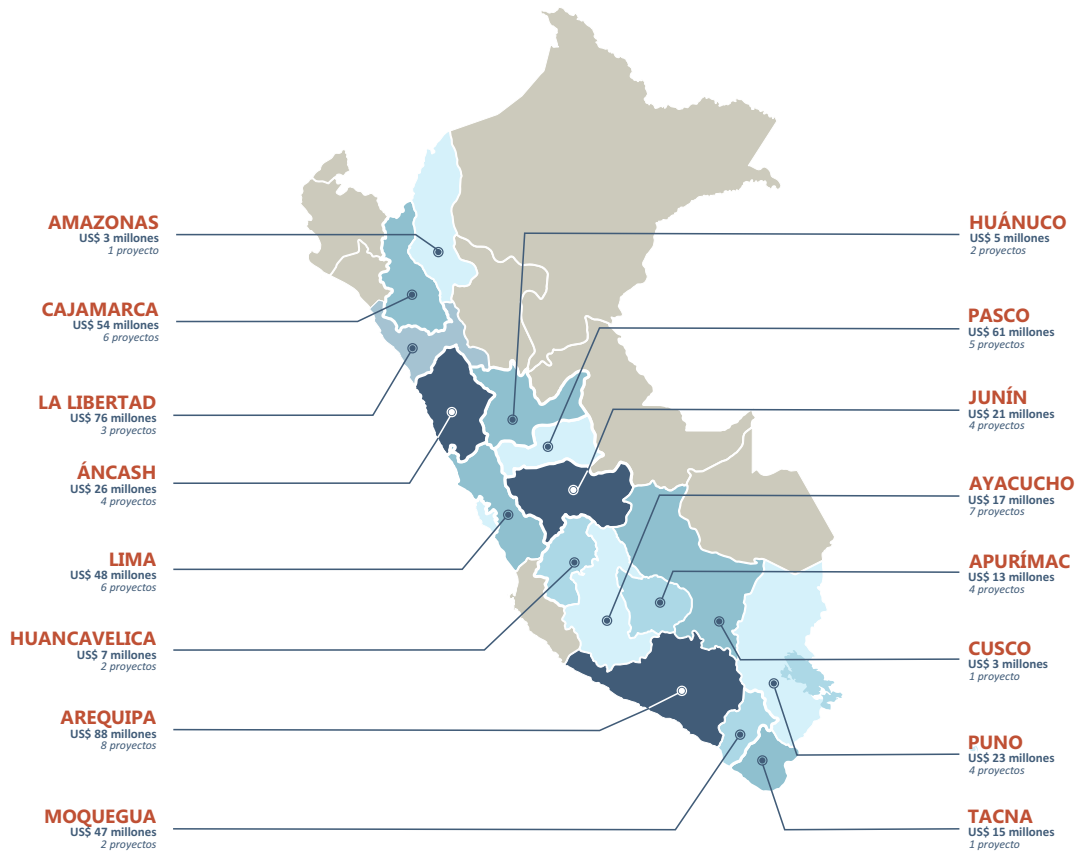 AMAZONAS
US$ 3 millones
1 proyecto
CAJAMARCA
US$ 54 millones
6 proyectos
LA LIBERTAD
US$ 76 millones
3 proyectos
ÁNCASH
US$ 26 millones
4 proyectos
LIMA
US$ 48 millones
6 proyectos
HUANCAVELICA
US$ 7 millones
2 proyectos
AREQUIPA
US$ 88 millones
8 proyectos
MOQUEGUA
US$ 47 millones
2 proyectos
HUÁNUCO
US$ 5 millones
2 proyectos
PASCO
US$ 61 millones
5 proyectos
JUNÍN
US$ 21 millones
4 proyectos
AYACUCHO
US$ 17 millones
7 proyectos
APURÍMAC
US$ 13 millones
4 proyectos
CUSCO
US$ 3 millones
1 proyecto
PUNO
US$ 23 millones
4 proyectos
TACNA
US$ 15 millones
1 proyecto